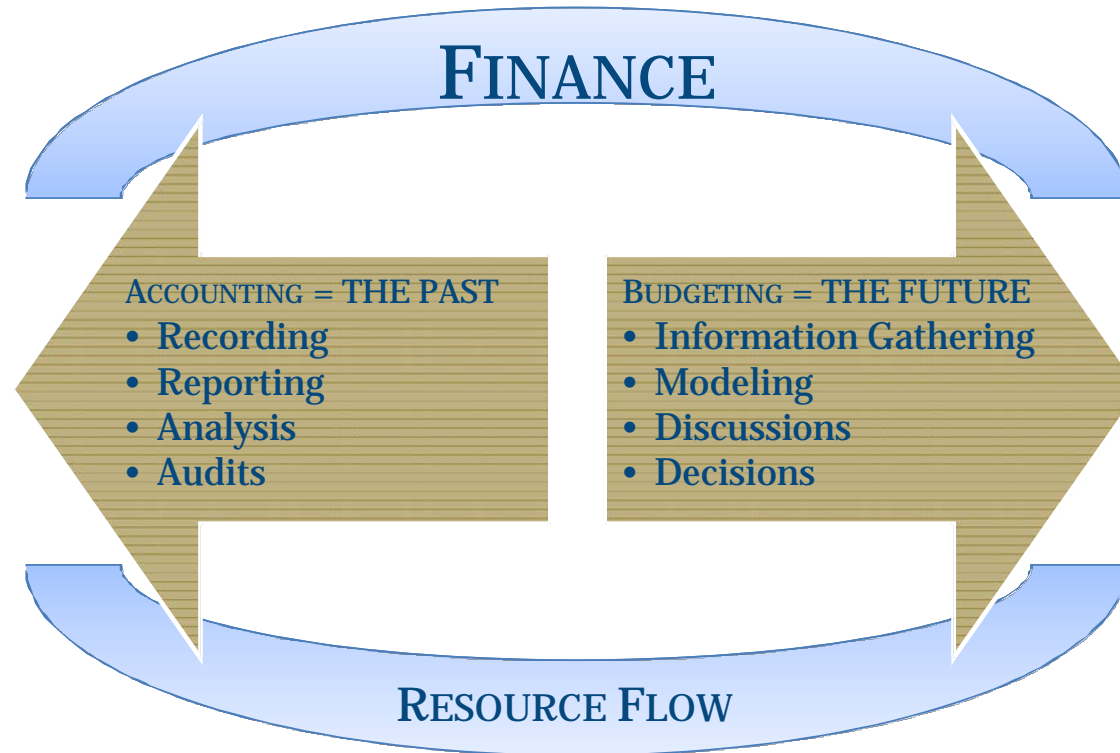 FINANCE
ACCOUNTING = THE PAST
• Recording
• Reporting
• Analysis
• Audits
BUDGETING = THE FUTURE
• Information Gathering
• Modeling
• Discussions
• Decisions
RESOURCE FLOW